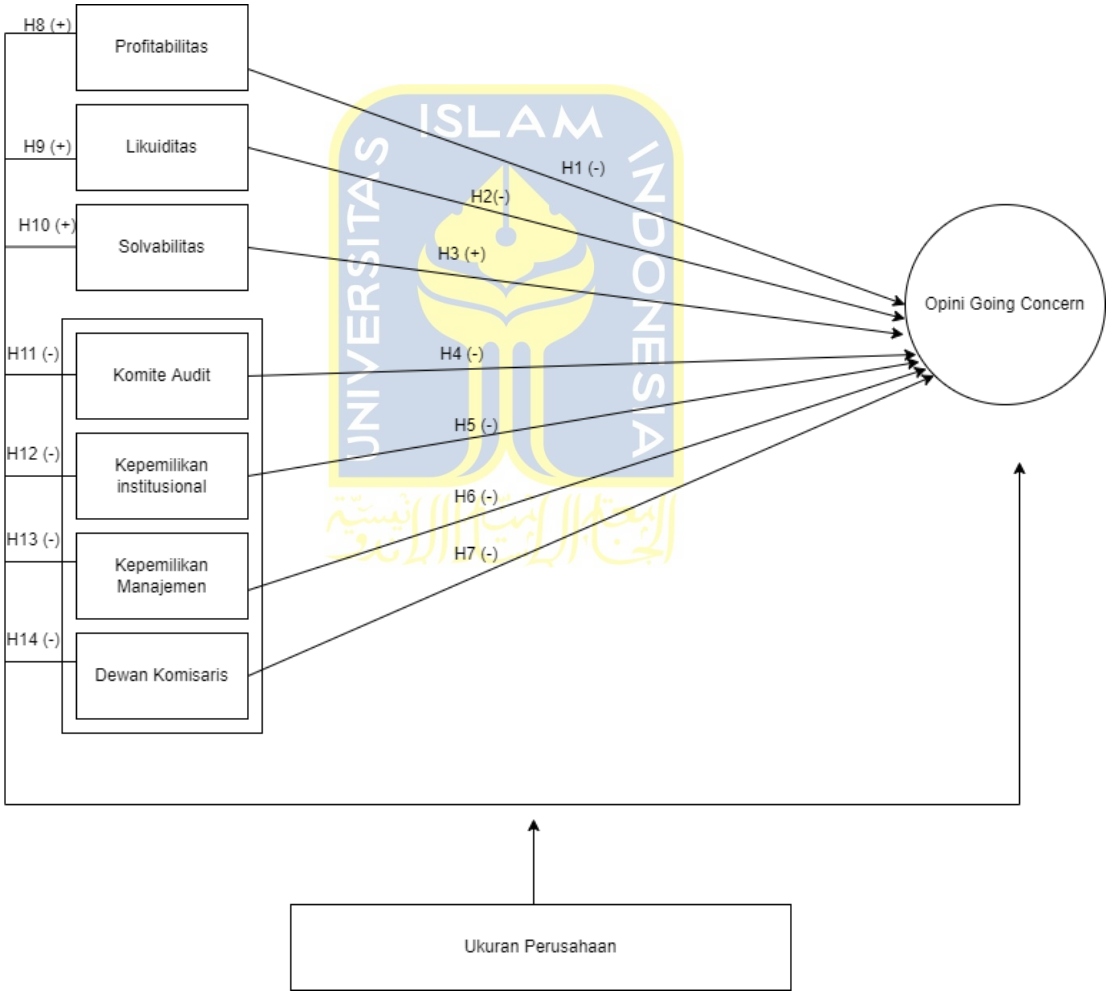 H8 (+)
Profitabilitas
H9 (+)
Likuiditas
H10 (+)
Solvabilitas
H11 (-)
Komite Audit
H12 (-)
Kepemilikan
institusional
H13 (-)
Kepemilikan
Manajemen
H14 (-)
Dewan Komisaris
H1 (-)
H2(-)
H3 (+)
H4 (-)
H5 (-)
H6 (-)
H7 (-)
Opini Going Concern
Ukuran Perusahaan
UNIVERSITAS
ISLAM
INDONESIA